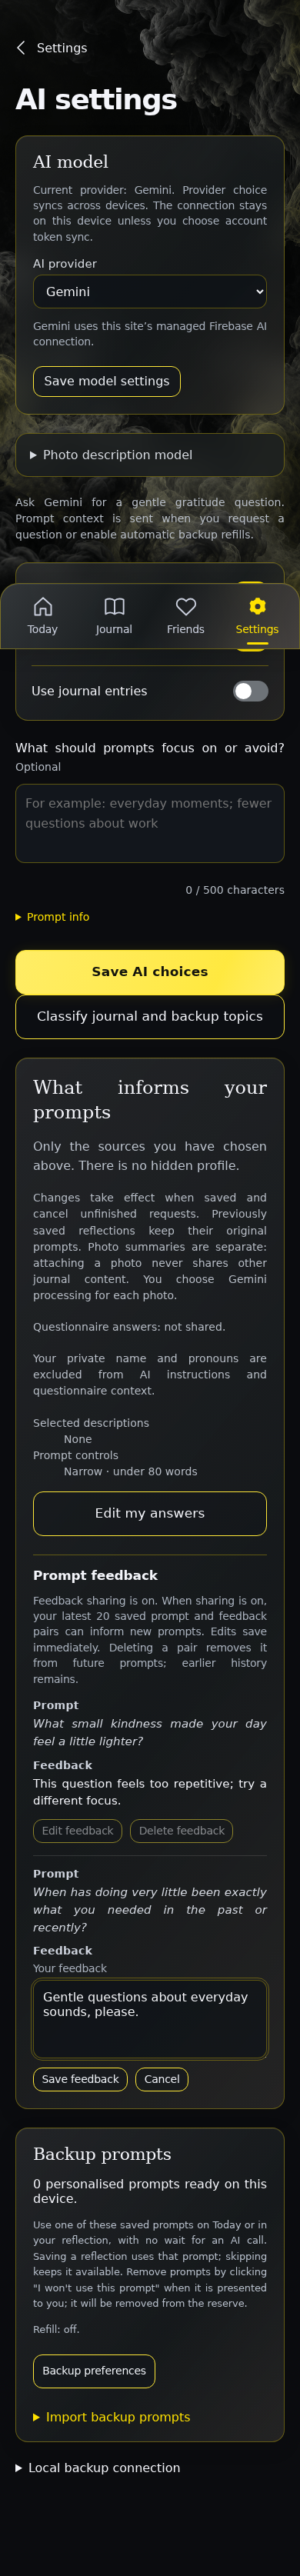 Settings
AI settings
AI model
Current provider: Gemini. Provider choice
syncs across devices. The connection stays
on this device unless you choose account
token sync.
AI provider
Gemini
Gemini uses this site's managed Firebase AI
connection.
Save model settings
Photo description model
Ask Gemini for a gentle gratitude question.
Prompt context is sent when you request a
question or enable automatic backup refills.
Today
Journal
Friends
Settings
Use journal entries
What should prompts focus on or avoid?
Optional
For example: everyday moments; fewer
questions about work
0 / 500 characters
Prompt info
Save AI choices
Classify journal and backup topics
What informs your
prompts
Only the sources you have chosen
above. There is no hidden profile.
Changes take effect when saved and
cancel unfinished requests. Previously
saved reflections keep their original
prompts. Photo summaries are separate:
attaching a photo never shares other
journal content. You choose Gemini
processing for each photo.
Questionnaire answers: not shared.
Your private name and pronouns are
excluded from AI instructions and
questionnaire context.
Selected descriptions
None
Prompt controls
Narrow · under 80 words
Edit my answers
Prompt feedback
Feedback sharing is on. When sharing is on,
your latest 20 saved prompt and feedback
pairs can inform new prompts. Edits save
immediately. Deleting a pair removes it
from future prompts; earlier history
remains.
Prompt
What small kindness made your day
feel a little lighter?
Feedback
This question feels too repetitive; try a
different focus.
Edit feedback
Delete feedback
Prompt
When has doing very little been exactly
what you needed in the past or
recently?
Feedback
Your feedback
Gentle questions about everyday
sounds, please.
Save feedback
Cancel
Backup prompts
0 personalised prompts ready on this
device.
Use one of these saved prompts on Today or in
your reflection, with no wait for an AI call.
Saving a reflection uses that prompt; skipping
keeps it available. Remove prompts by clicking
"I won't use this prompt" when it is presented
to you; it will be removed from the reserve.
Refill: off.
Backup preferences
Import backup prompts
Local backup connection